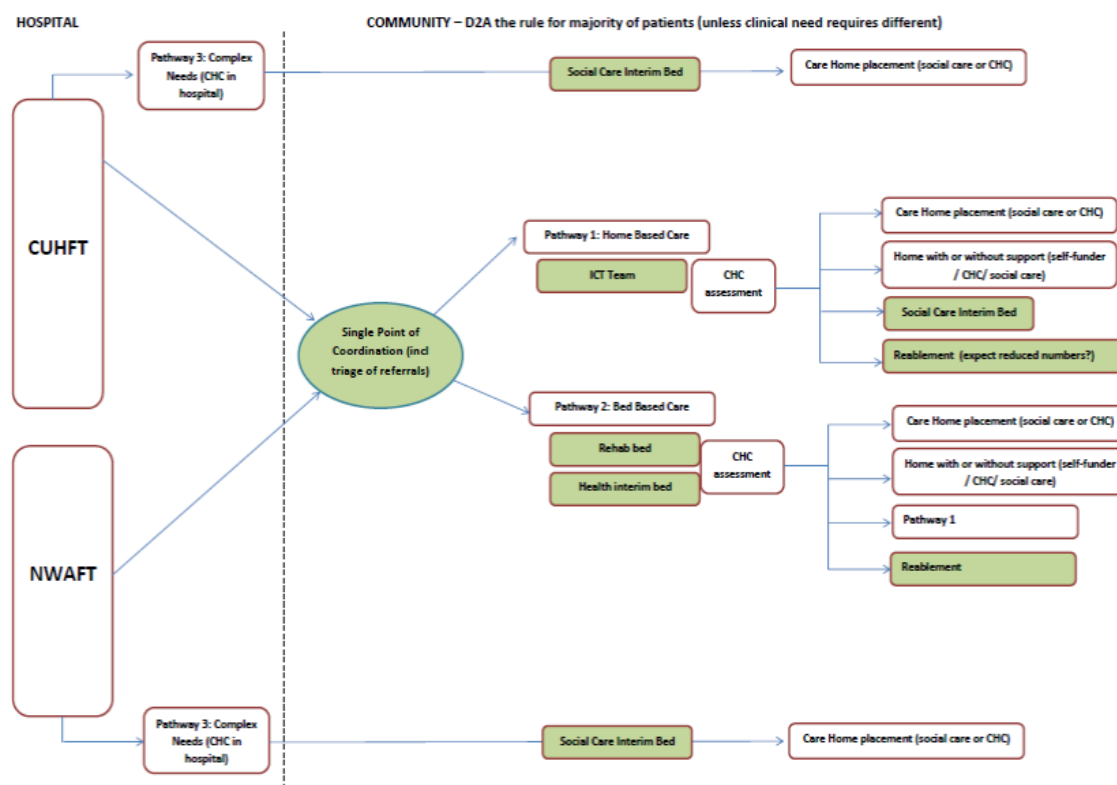 HOSPITAL
COMMUNITY – D2A the rule for majority of patients (unless clinical need requires different)
Pathway 3: Complex
Needs (CHC in
hospital)
Social Care Interim Bed
Care Home placement (social care or CHC)
CUHFT
Single Point of
Coordination (incl
triage of referrals)
Pathway 1: Home Based Care
ICT Team
CHC
assessment
Care Home placement (social care or CHC)
Home with or without support (self-funder
/ CHC/ social care)
Social Care Interim Bed
Reablement (expect reduced numbers?)
Pathway 2: Bed Based Care
Rehab bed
Health interim bed
CHC
assessment
Care Home placement (social care or CHC)
Home with or without support (self-funder
/ CHC/ social care)
Pathway 1
Reablement
NWAFT
Pathway 3: Complex
Needs (CHC in
hospital)
Social Care Interim Bed
Care Home placement (social care or CHC)